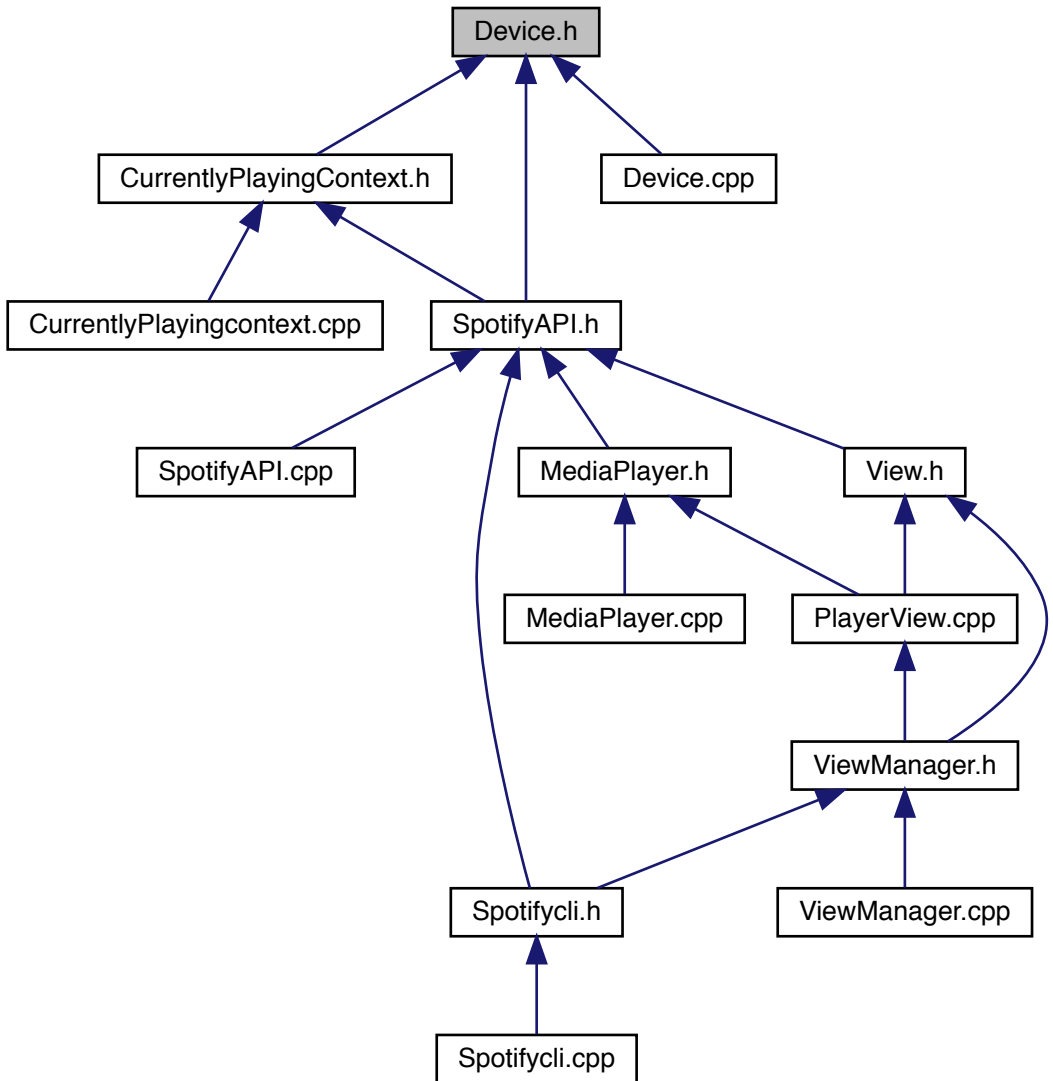 Device.h
CurrentlyPlayingContext.h
Device.cpp
CurrentlyPlayingcontext.cpp
SpotifyAPI.h
SpotifyAPI.cpp
MediaPlayer.h
View.h
MediaPlayer.cpp
PlayerView.cpp
ViewManager.h
Spotifycli.h
ViewManager.cpp
Spotifycli.cpp